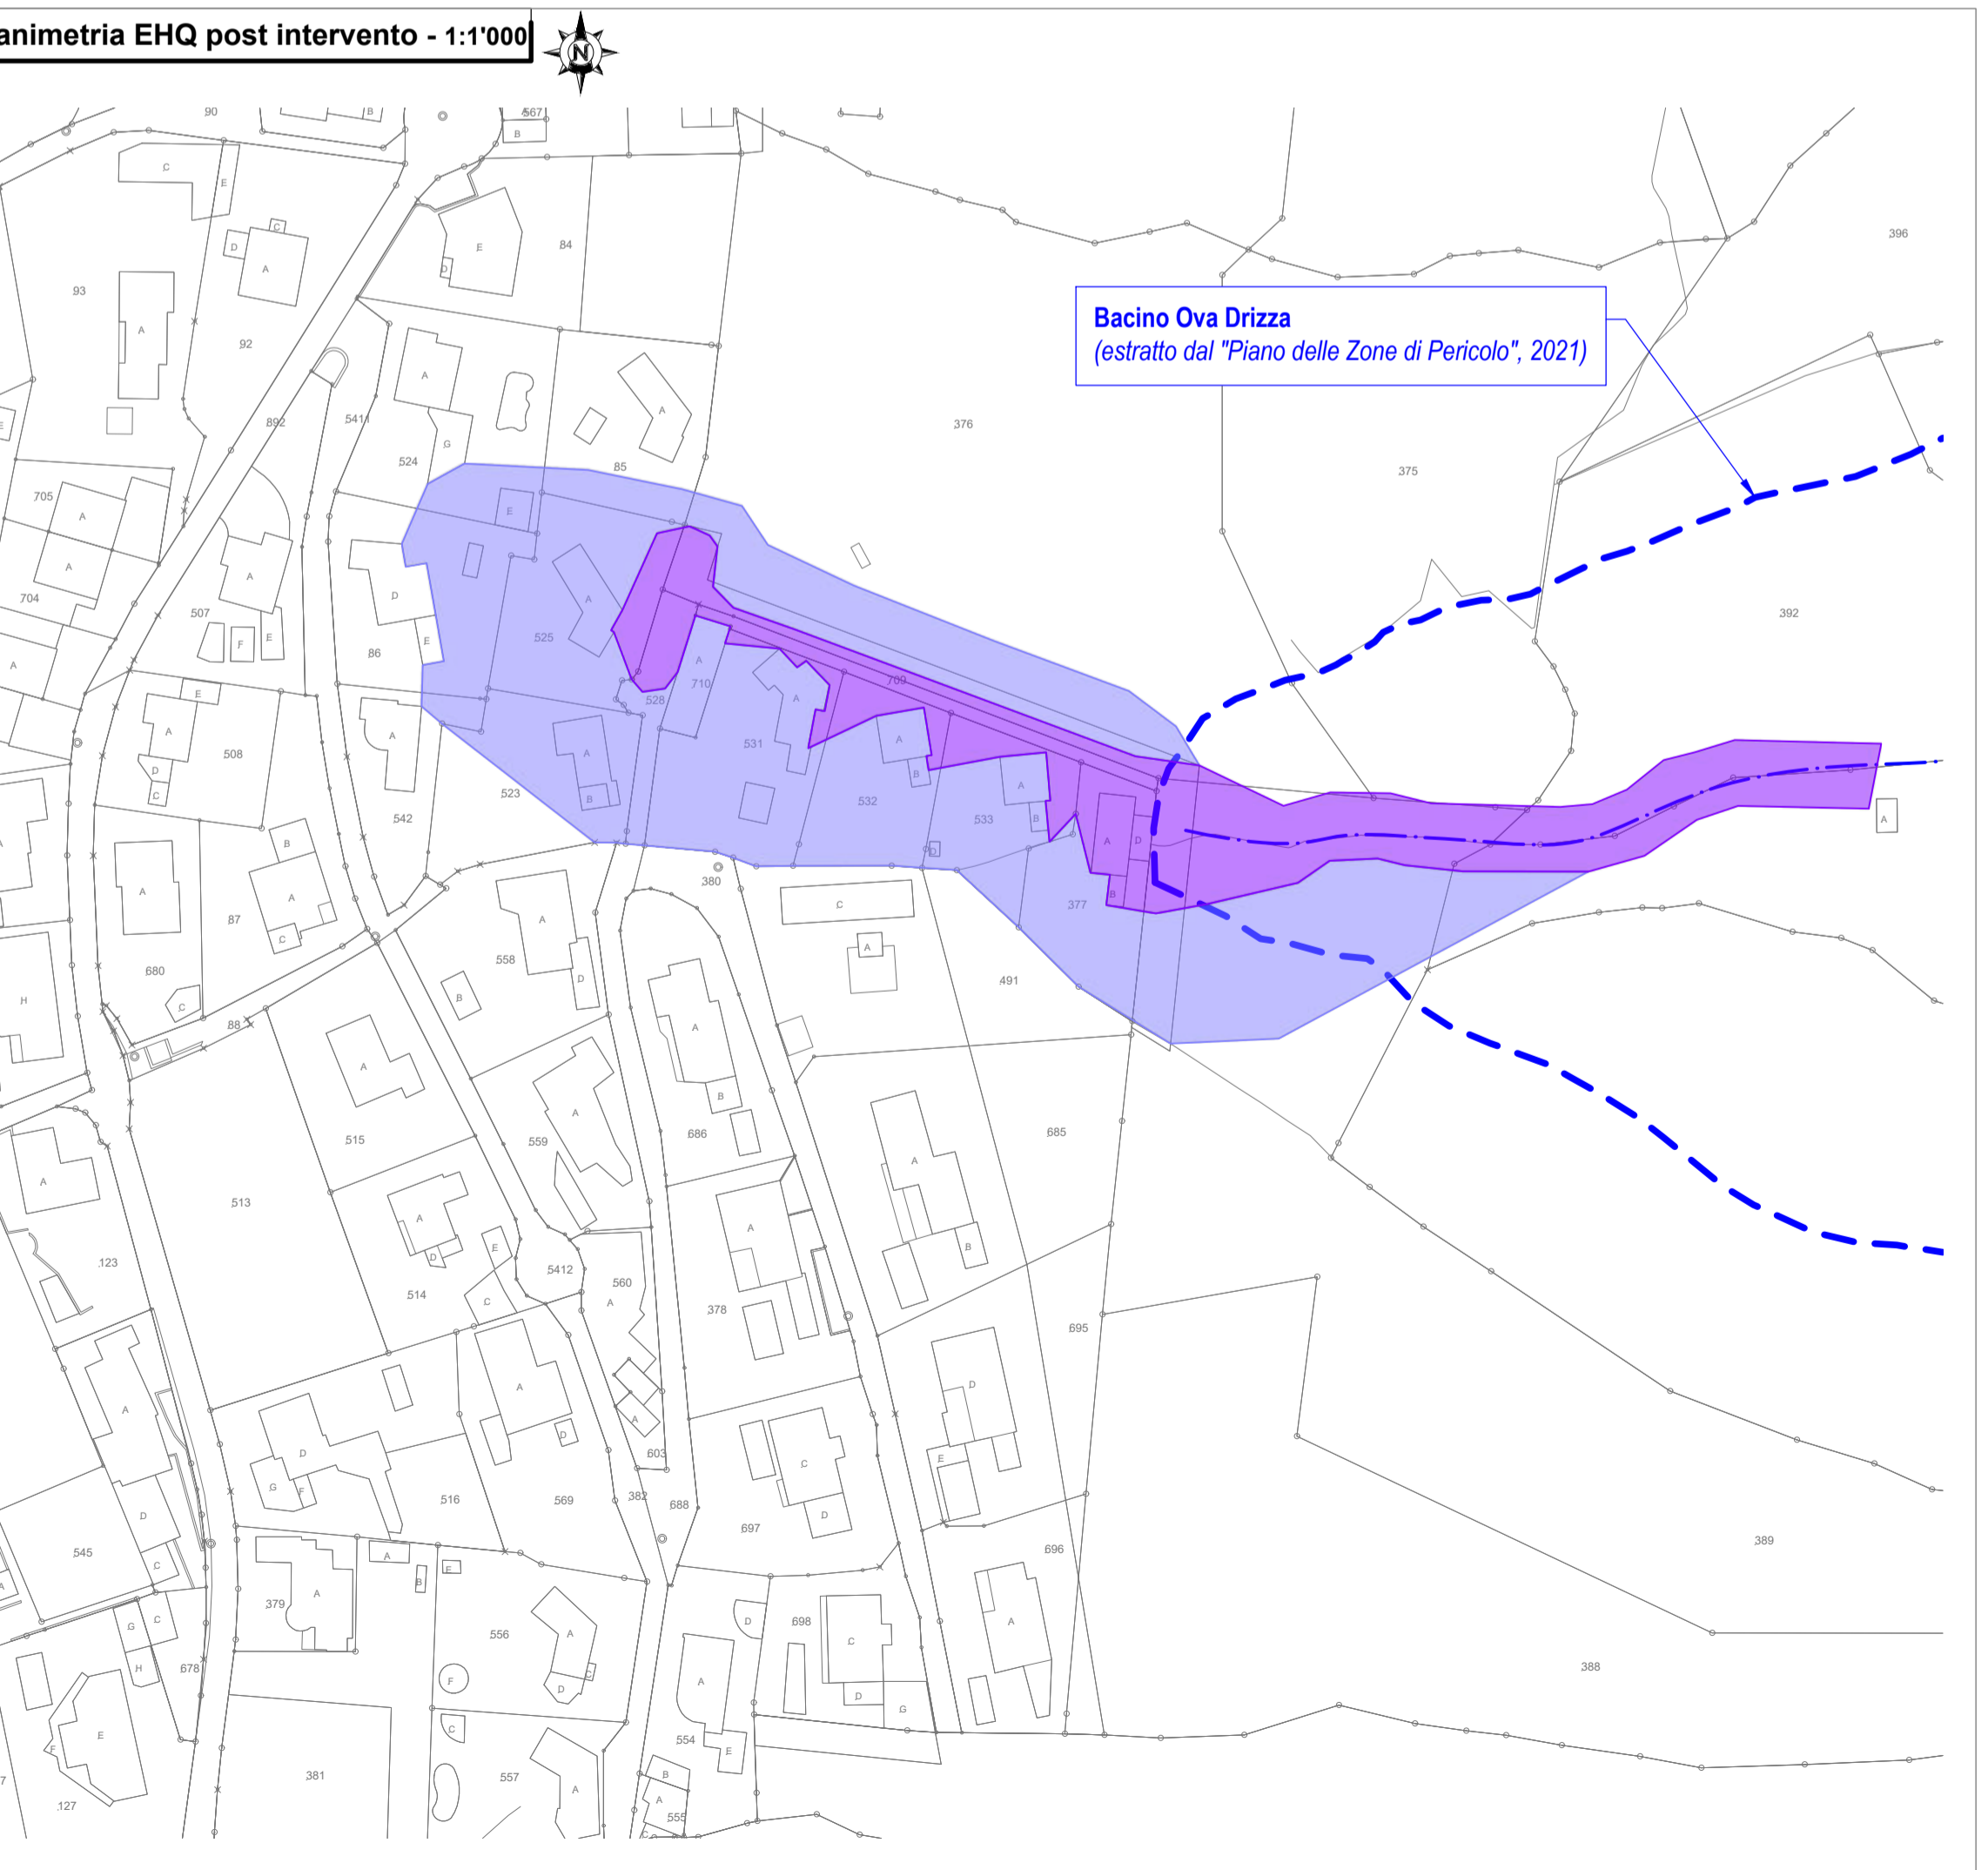 animetria EHQ post intervento - 1:1'000
N
90
B
A
567
B
C
E
E
84
396
D
C
D
A
93
A
92
Bacino Ova Drizza
(estratto dal "Piano delle Zone di Pericolo", 2021)
A
A
E
892
5411
G
376
524
85
375
705
A
E
A
A
A
704
D
392
507
F
E
E
525
A
86
A
710
709
E
528
A
A
508
A
A
531
A
D
C
B
B
532
A
523
542
533
B
A
D
B
D
A
A
A
380
C
377
B
87
A
A
558
C
D
491
680
H
B
C
88
A
A
B
515
A
559
686
685
A
A
513
A
A
B
D
E
123
5412
560
514
C
A
378
695
D
A
A
A
D
D
E
C
603
G
F
516
569
382
688
D
D
697
545
A
E
696
389
C
B
379
A
A
A
D
698
G
C
556
A
C
H
678
F
C
388
D
A
D
G
E
C
554
F
E
381
557
B
A
A
127
555
C